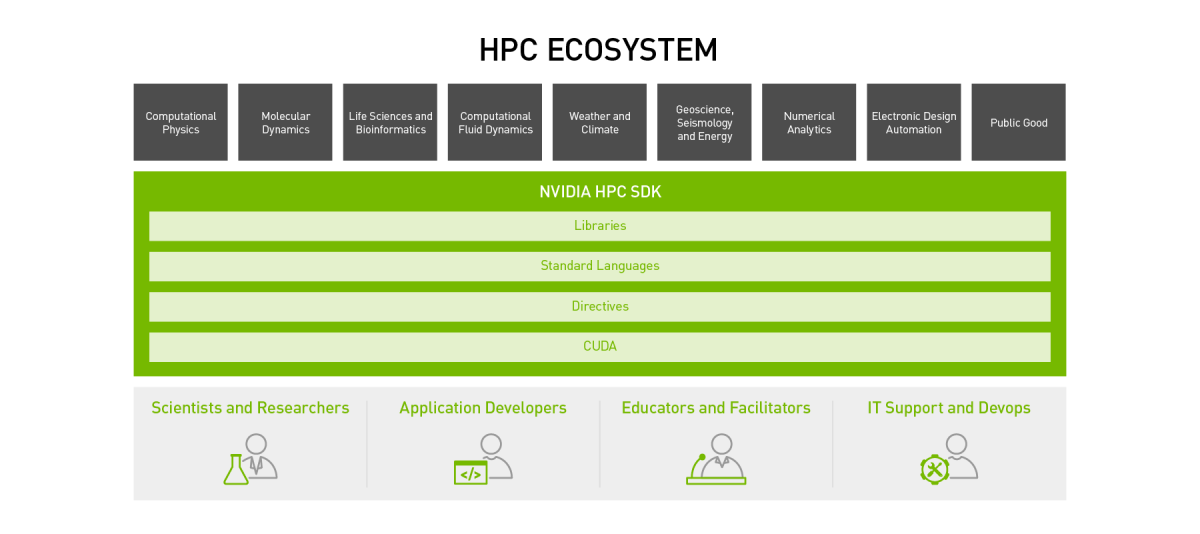 HPC ECOSYSTEM
Computational
Physics
Molecular
Dynamics
Life Sciences and
Bioinformatics
Computational
Fluid Dynamics
Weather and
Climate
Geoscience,
Seismology
and Energy
Numerical
Analytics
Electronic Design
Automation
Public Good
NVIDIA HPC SDK
Libraries
Standard Languages
Directives
CUDA
Scientists and Researchers
Application Developers
Educators and Facilitators
IT Support and Devops
</>